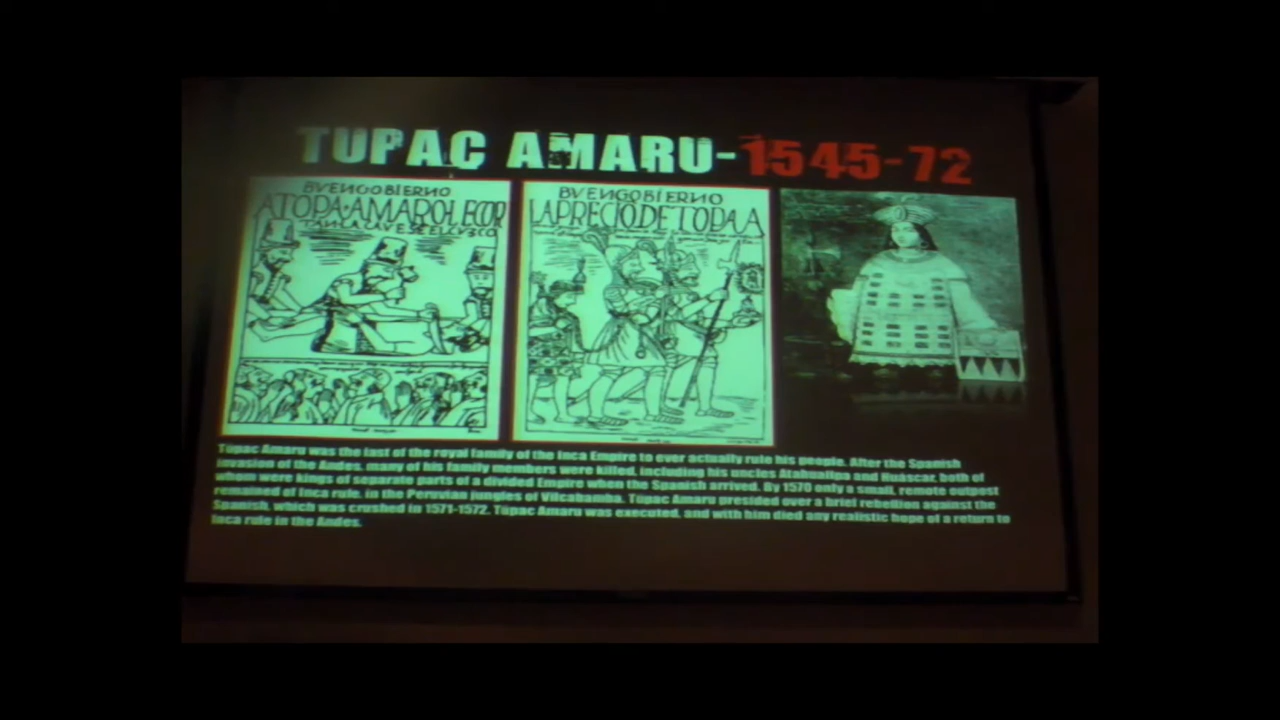 TUPAC AMARU-1545-72
BVENGOBIERNO
ATOPA·AMAROLECOR
TANLACAVESEELCVSCO
BVENGOBIERNO
LAPRECIO.DE.TOPAA
Túpac Amaru was the last of the royal family of the Inca Empire to ever actually rule his people. After the Spanish
invasion of the Andes, many of his family members were killed, including his uncles Atahuallpa and Huáscar, both of
whom were kings of separate parts of a divided Empire when the Spanish arrived. By 1570 only a small, remote outpost
remained of Inca rule, in the Peruvian jungles of Vilcabamba. Túpac Amaru presided over a brief rebellion against the
Spanish, which was crushed in 1571-1572. Túpac Amaru was executed, and with him died any realistic hope of a return to
Inca rule in the Andes.